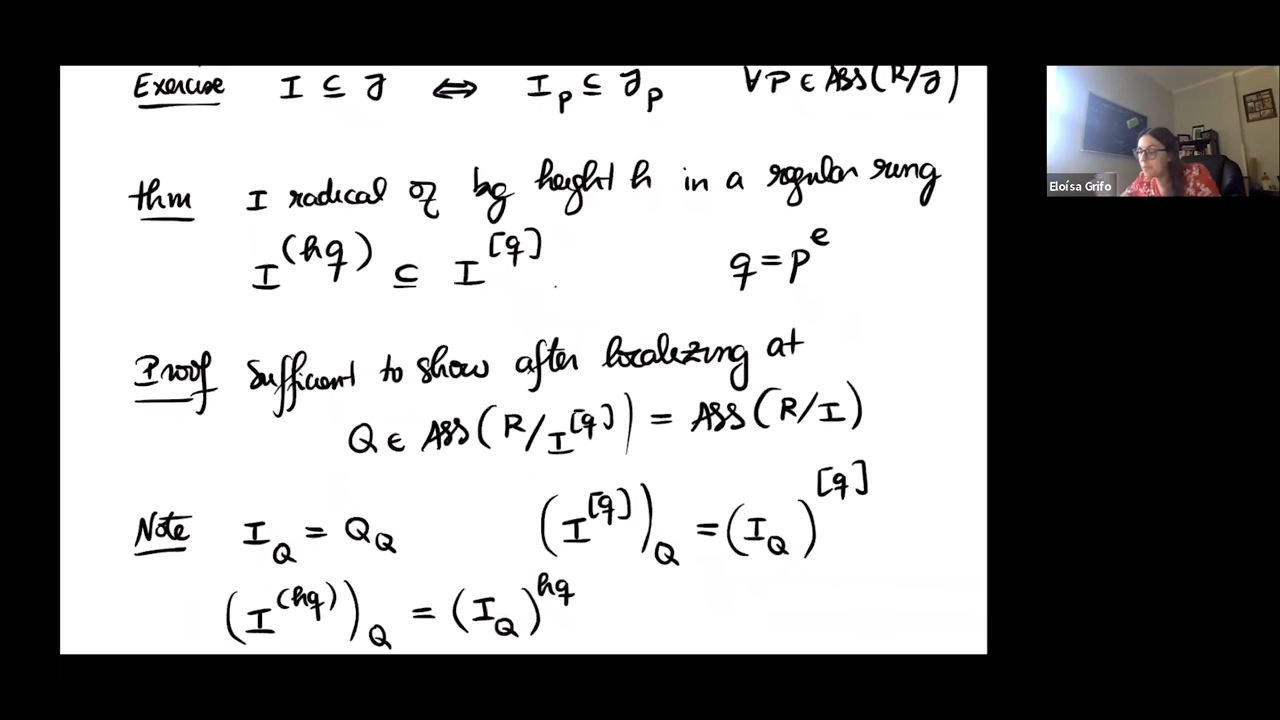 Exercise I ⊆ J ⇔ I_P ⊆ J_P ∀P ∈ Ass(R/J)
thm I radical of big height h in a regular ring
I^(hq) ⊆ I^[q] q = p^e
Proof Sufficient to show after localizing at
Q ∈ Ass(R/I^[q]) = Ass(R/I)
Note I_Q = Q_Q (I^[q])_Q = (I_Q)^[q]
(I^(hq))_Q = (I_Q)^hq
Eloísa Grifo